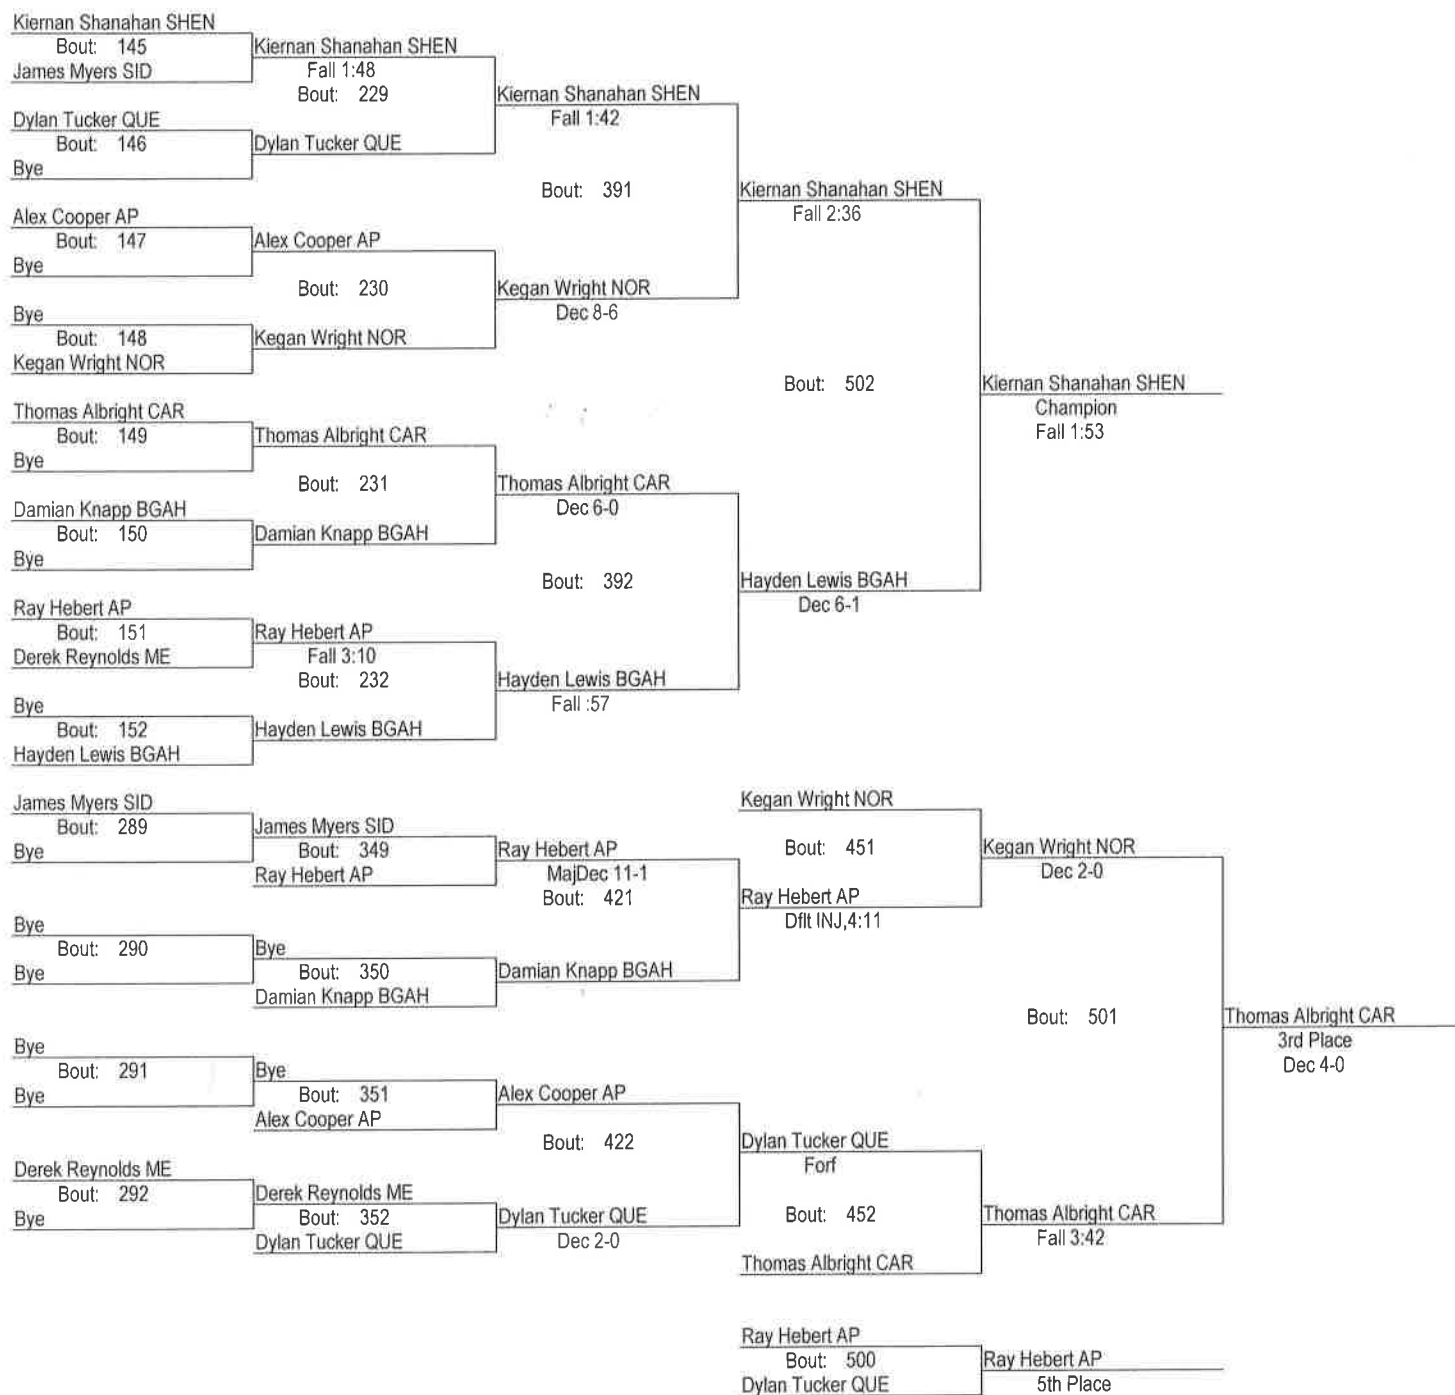 Kiernan Shanahan SHEN
Bout: 145
James Myers SID
Kiernan Shanahan SHEN
Fall 1:48
Bout: 229
Dylan Tucker QUE
Bout: 146
Bye
Dylan Tucker QUE
Kiernan Shanahan SHEN
Fall 1:42
Bout: 391
Alex Cooper AP
Bout: 147
Bye
Alex Cooper AP
Bout: 230
Bye
Bout: 148
Kegan Wright NOR
Kegan Wright NOR
Kegan Wright NOR
Dec 8-6
Kiernan Shanahan SHEN
Fall 2:36
Bout: 502
Kiernan Shanahan SHEN
Champion
Fall 1:53
Thomas Albright CAR
Bout: 149
Bye
Thomas Albright CAR
Bout: 231
Damian Knapp BGAH
Bout: 150
Bye
Damian Knapp BGAH
Thomas Albright CAR
Dec 6-0
Bout: 392
Ray Hebert AP
Bout: 151
Derek Reynolds ME
Ray Hebert AP
Fall 3:10
Bout: 232
Bye
Bout: 152
Hayden Lewis BGAH
Hayden Lewis BGAH
Hayden Lewis BGAH
Fall :57
Hayden Lewis BGAH
Dec 6-1
James Myers SID
Bout: 289
Bye
James Myers SID
Bout: 349
Ray Hebert AP
Ray Hebert AP
MajDec 11-1
Bout: 421
Bye
Bout: 290
Bye
Bye
Bout: 350
Damian Knapp BGAH
Damian Knapp BGAH
Kegan Wright NOR
Bout: 451
Ray Hebert AP
Dflt INJ,4:11
Kegan Wright NOR
Dec 2-0
Bout: 501
Thomas Albright CAR
3rd Place
Dec 4-0
Bye
Bout: 291
Bye
Bye
Bout: 351
Alex Cooper AP
Alex Cooper AP
Bout: 422
Derek Reynolds ME
Bout: 292
Bye
Derek Reynolds ME
Bout: 352
Dylan Tucker QUE
Dylan Tucker QUE
Dec 2-0
Dylan Tucker QUE
Forf
Bout: 452
Thomas Albright CAR
Thomas Albright CAR
Fall 3:42
Ray Hebert AP
Bout: 500
Dylan Tucker QUE
Ray Hebert AP
5th Place